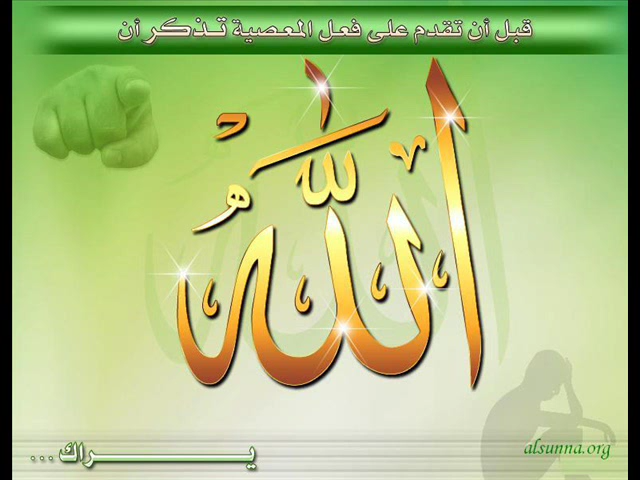 قبل أن تقدم على فعل المعصية تذكر أن
الله
يـــــراك ...
alsunna.org